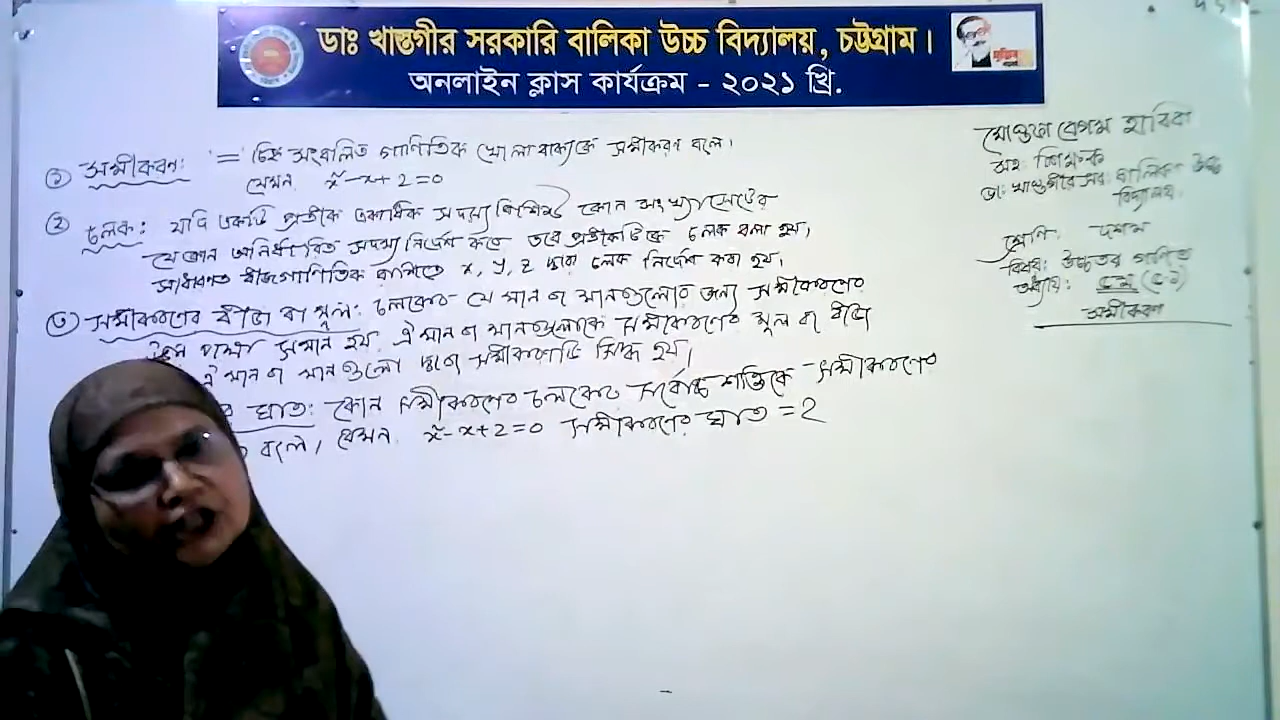 ডাঃ খাস্তগীর সরকারি বালিকা উচ্চ বিদ্যালয়, চট্টগ্রাম।
অনলাইন ক্লাস কার্যক্রম - ২০২১ খ্রি.
① সমীকরণঃ '=' চিহ্ন সংবলিত গাণিতিক খোলা বাক্যকে সমীকরণ বলে।
যেমন, x²-x+2=0
② চলকঃ যদি একটি প্রতীক একাধিক সদস্যবিশিষ্ট কোন সংখ্যাসেটের
যেকোন অনির্ধারিত সদস্য নির্দেশ করে তবে প্রতীকটিকে চলক বলা হয়,
সাধারণত বীজগাণিতিক রাশিতে x, y, z দ্বারা চলক নির্দেশ করা হয়,
③ সমীকরণের বীজ বা মূলঃ চলকের যে মান বা মানগুলোর জন্য সমীকরণের
উভয় পক্ষ সমান হয়, ঐ মান বা মানগুলোকে সমীকরণের মূল বা বীজ
ঐ মান বা মানগুলো দ্বারা সমীকরণটি সিদ্ধ হয়,
ঘাতঃ কোন সমীকরণের চলকের সর্বোচ্চ শক্তিকে সমীকরণের
বলে, যেমন, x²-x+2=0 সমীকরণের ঘাত =2
বেগম হাবিবা
সহঃ শিক্ষক
ডাঃ খাস্তগীর সরঃ বালিকা উচ্চ
বিদ্যালয়,
শ্রেণিঃ দশম
বিষয়ঃ উচ্চতর গণিত
অধ্যায়ঃ ৫ম (৫.১)
সমীকরণ